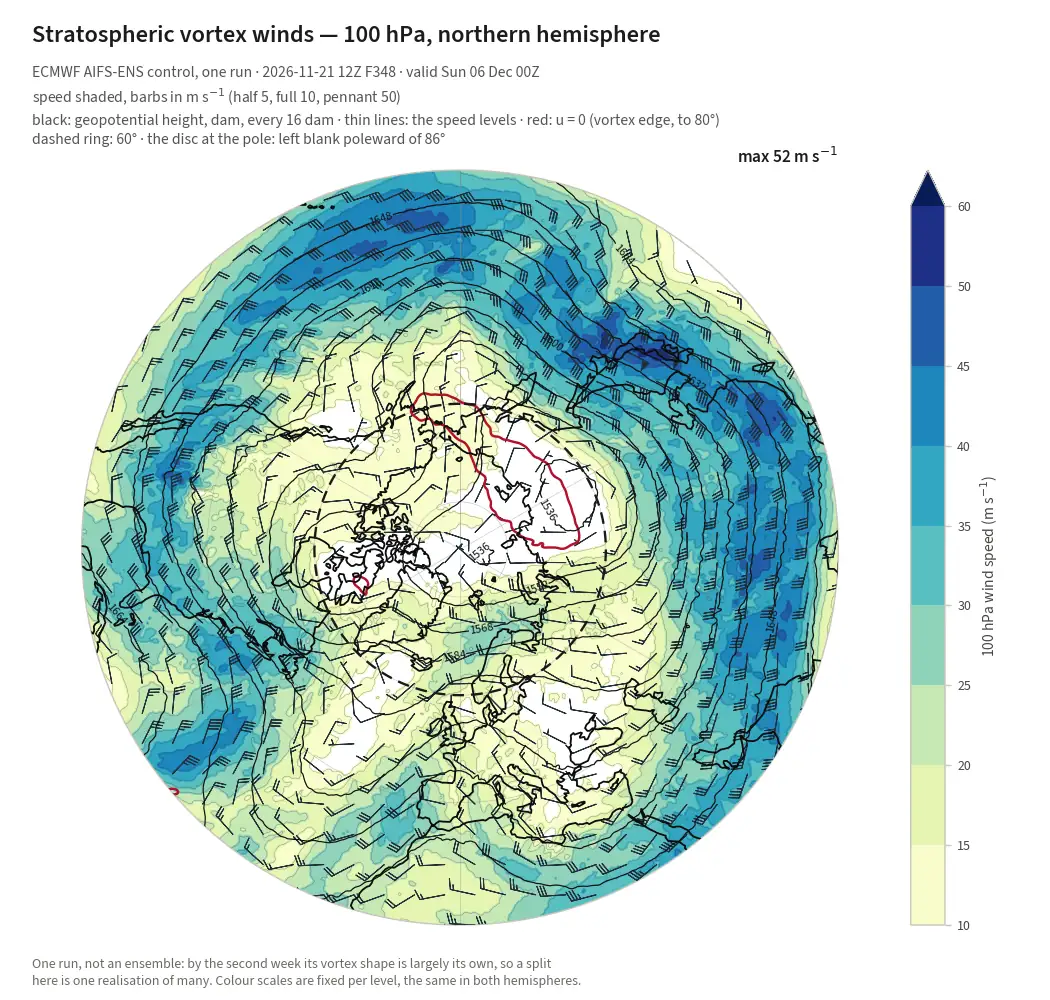 Stratospheric vortex winds — 100 hPa, northern hemisphere
ECMWF AIFS-ENS control, one run · 2026-11-21 12Z F348 · valid Sun 06 Dec 00Z
speed shaded, barbs in m s⁻¹ (half 5, full 10, pennant 50)
black: geopotential height, dam, every 16 dam · thin lines: the speed levels · red: u = 0 (vortex edge, to 80°)
dashed ring: 60° · the disc at the pole: left blank poleward of 86°
max 52 m s⁻¹
60
50
45
40
35
30
25
20
15
10
100 hPa wind speed (m s⁻¹)
1648
1536
1536
1568
1584
1648
One run, not an ensemble: by the second week its vortex shape is largely its own, so a split
here is one realisation of many. Colour scales are fixed per level, the same in both hemispheres.